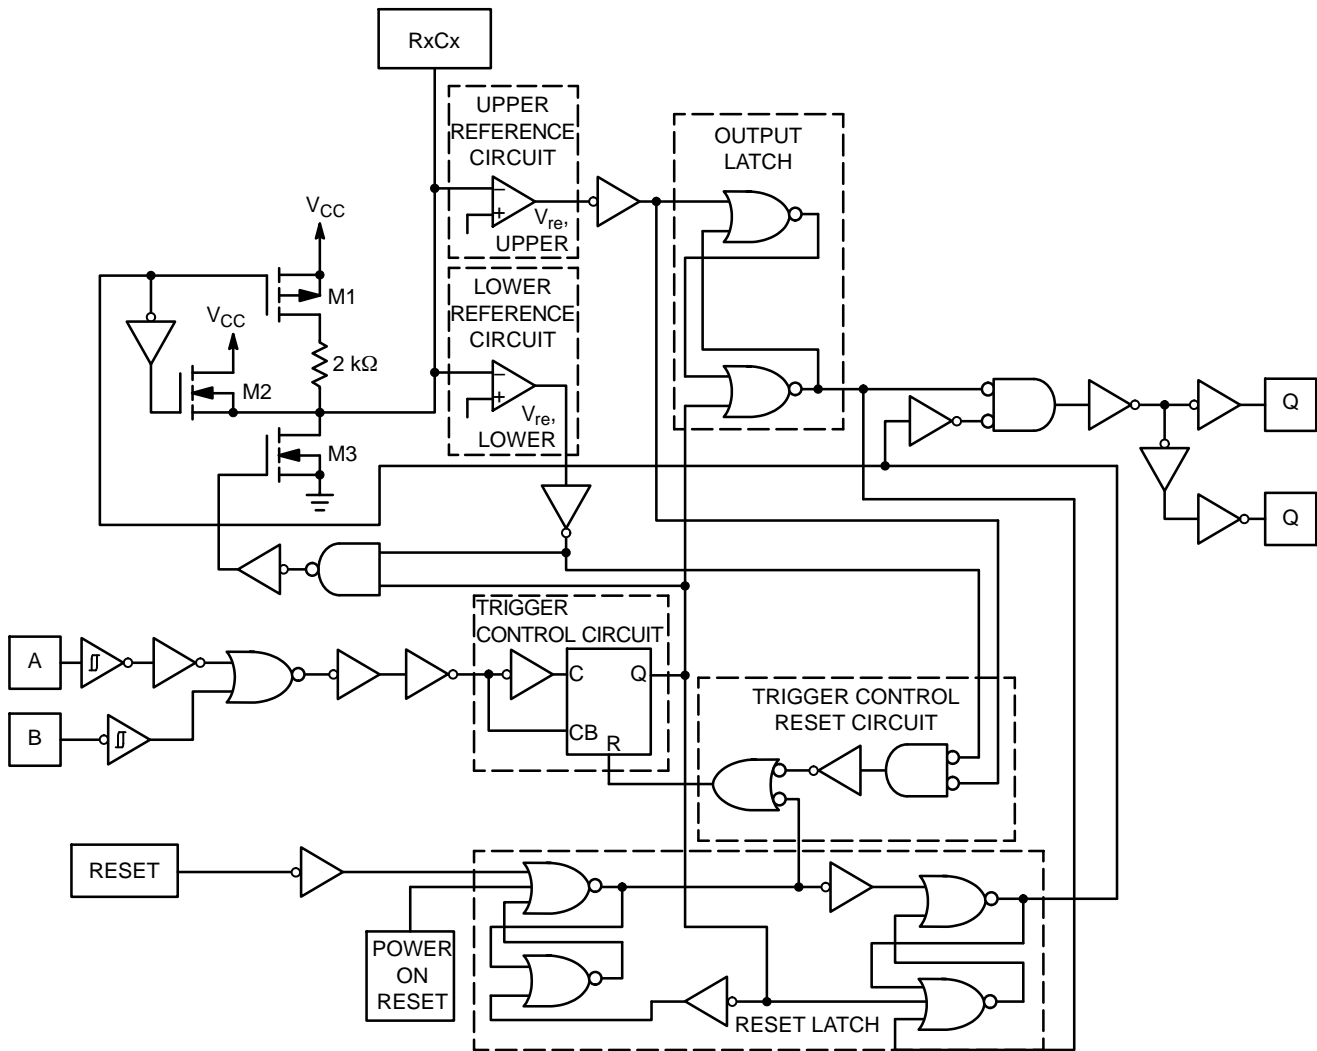 RxCx
UPPER
REFERENCE
CIRCUIT
−
+
Vre,
UPPER
OUTPUT
LATCH
VCC
M1
LOWER
REFERENCE
CIRCUIT
−
+
Vre,
LOWER
VCC
M2
2 kΩ
M3
Q
Q
TRIGGER
CONTROL CIRCUIT
A
C
Q
CB
R
B
TRIGGER CONTROL
RESET CIRCUIT
RESET
POWER
ON
RESET
RESET LATCH